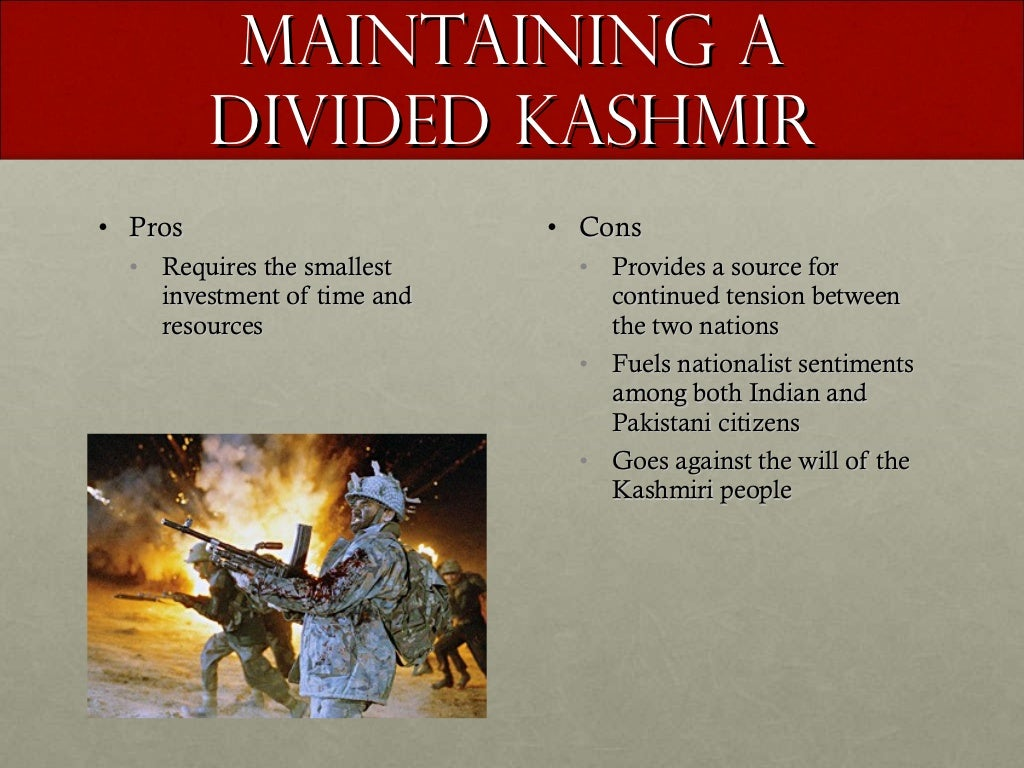 MAINTAINING A
DIVIDED KASHMIR
• Pros
• Requires the smallest
investment of time and
resources
• Cons
• Provides a source for
continued tension between
the two nations
• Fuels nationalist sentiments
among both Indian and
Pakistani citizens
• Goes against the will of the
Kashmiri people